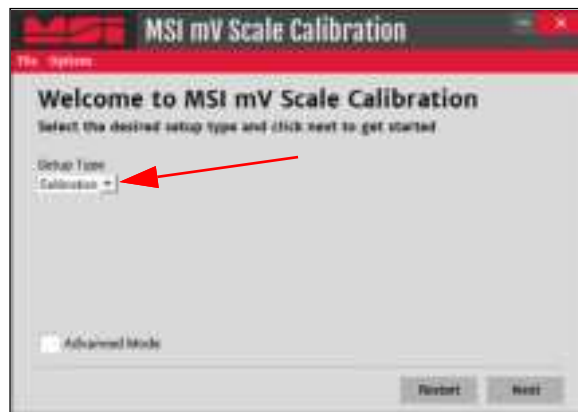 MSI
MSI mV Scale Calibration
File Options
Welcome to MSI mV Scale Calibration
Select the desired setup type and click next to get started
Setup Type
Calibration
Advanced Mode
Restart Next